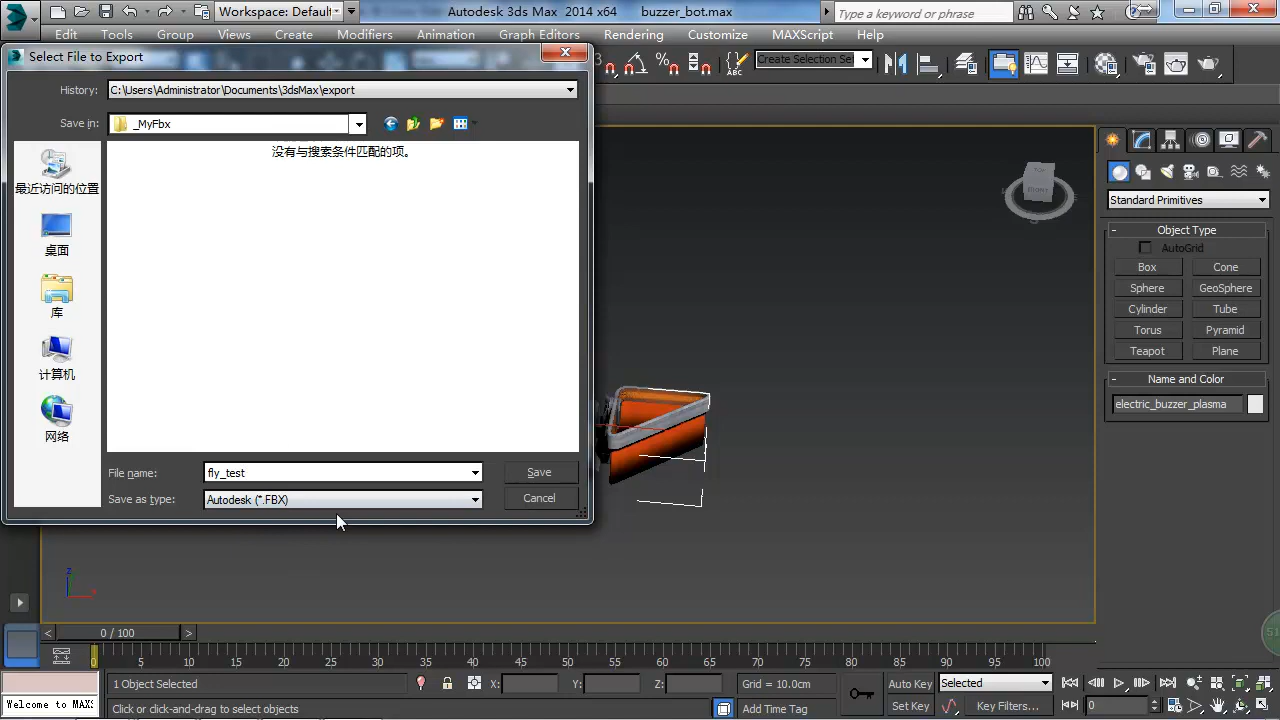 Workspace: Default
Autodesk 3ds Max 2014 x64
buzzer_bot.max
Type a keyword or phrase
Edit
Tools
Group
Views
Create
Modifiers
Animation
Graph Editors
Rendering
Customize
MAXScript
Help
Select File to Export
Create Selection Se
History:
C:\Users\Administrator\Documents\3dsMax\export
Save in:
_MyFbx
没有与搜索条件匹配的项。
最近访问的位置
桌面
库
计算机
网络
File name:
fly_test
Save
Save as type:
Autodesk (*.FBX)
Cancel
TOP
FRONT
Standard Primitives
- Object Type
AutoGrid
Box
Cone
Sphere
GeoSphere
Cylinder
Tube
Torus
Pyramid
Teapot
Plane
- Name and Color
electric_buzzer_plasma
z
x
51
< 0 / 100 >
0 5 10 15 20 25 30 35 40 45 50 55 60 65 70 75 80 85 90 95 100
1 Object Selected
X:
Y:
Z:
Grid = 10.0cm
Auto Key
Selected
Welcome to MAX
Click or click-and-drag to select objects
Add Time Tag
Set Key
Key Filters...
0